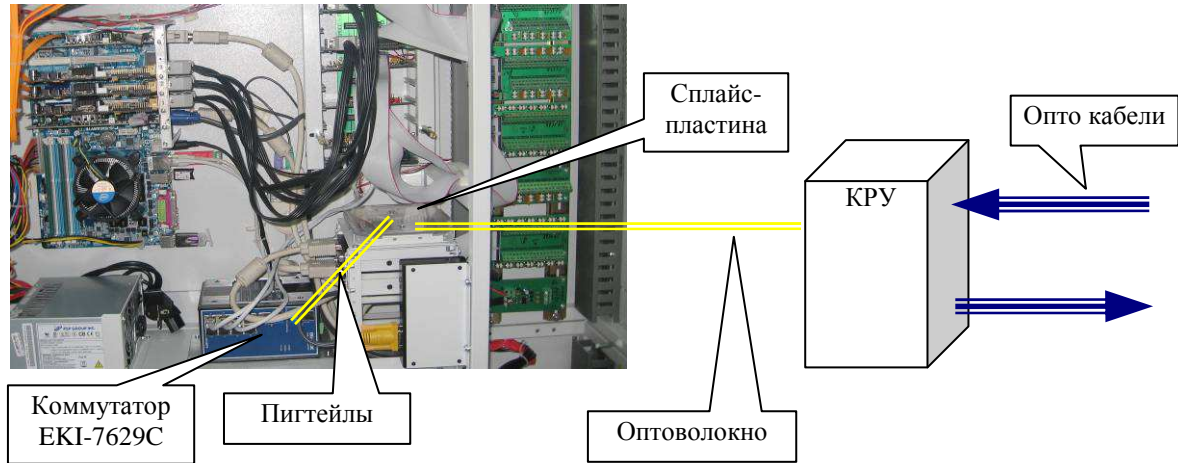 Сплайс-
пластина
Опто кабели
КРУ
Коммутатор
EKI-7629C
Пигтейлы
Оптоволокно